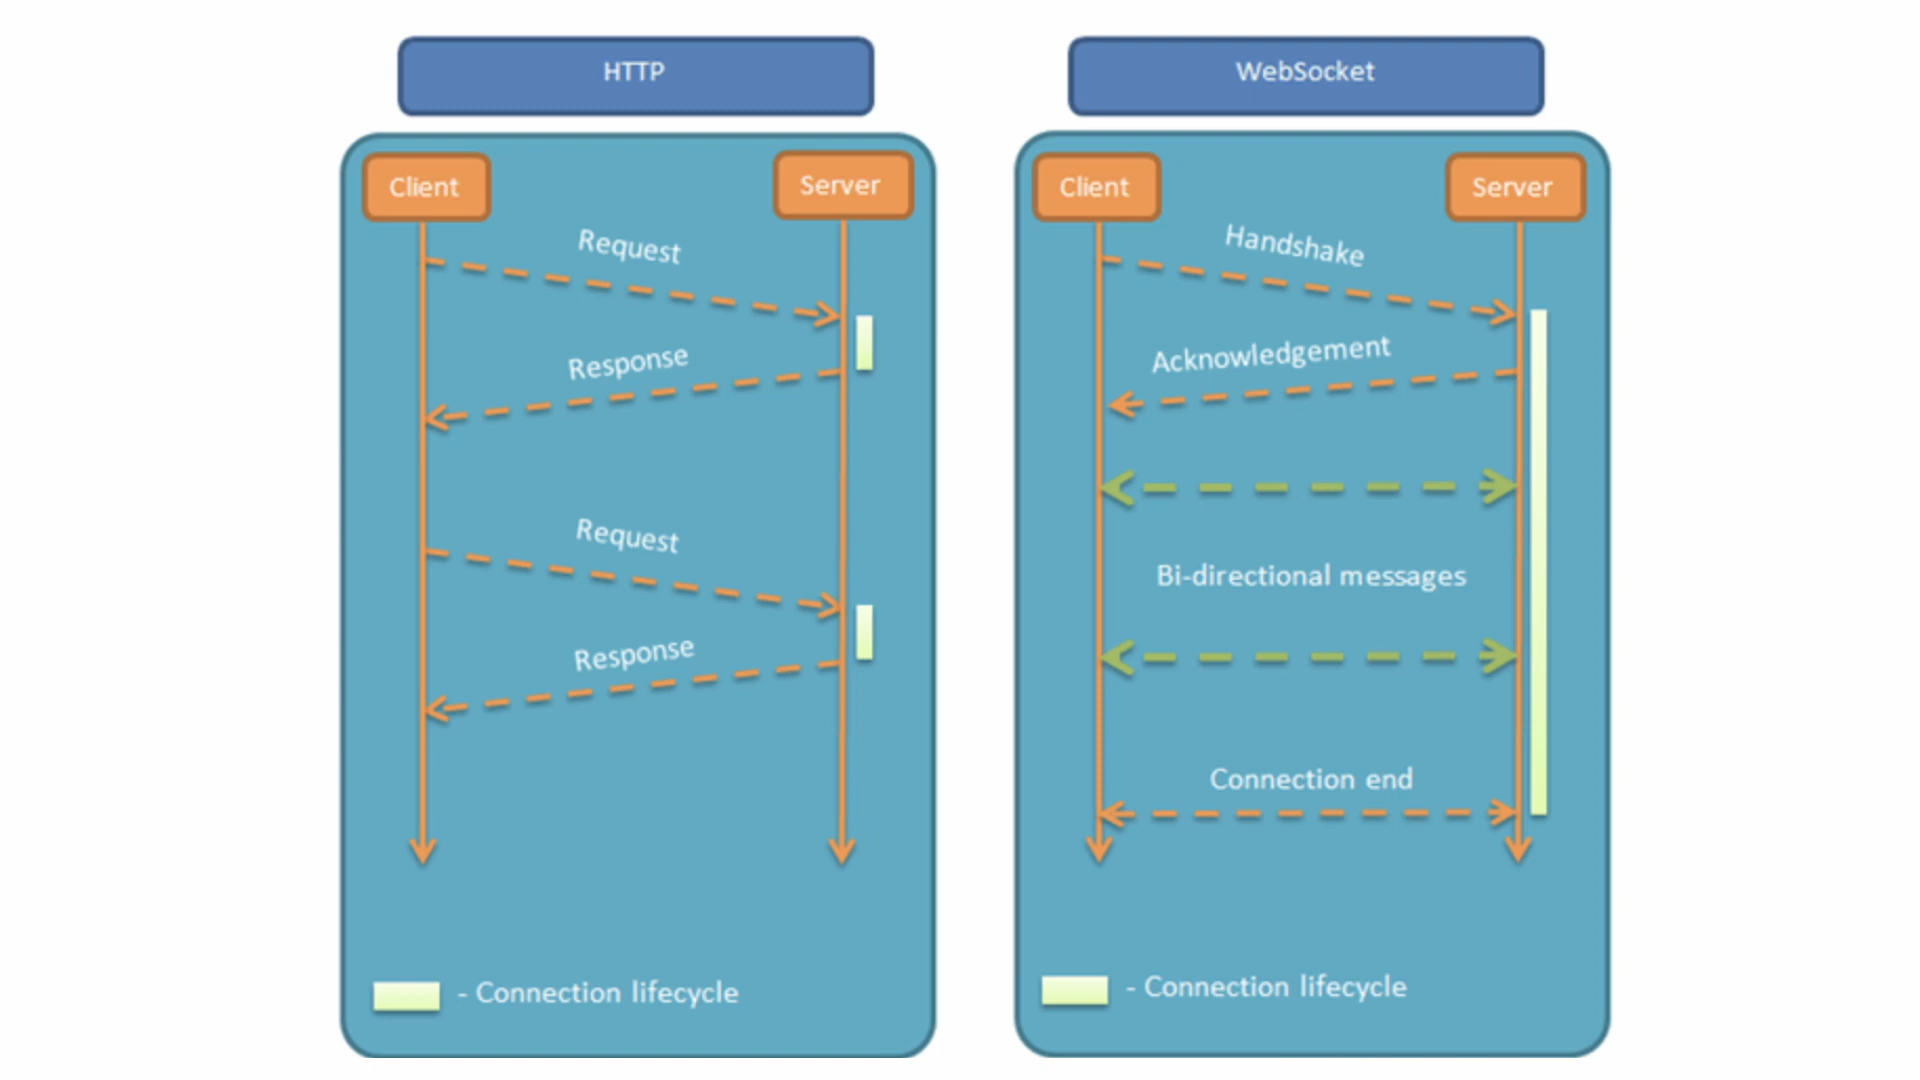 HTTP
Client
Server
Request
Response
Request
Response
- Connection lifecycle
WebSocket
Client
Server
Handshake
Acknowledgement
Bi-directional messages
Connection end
- Connection lifecycle